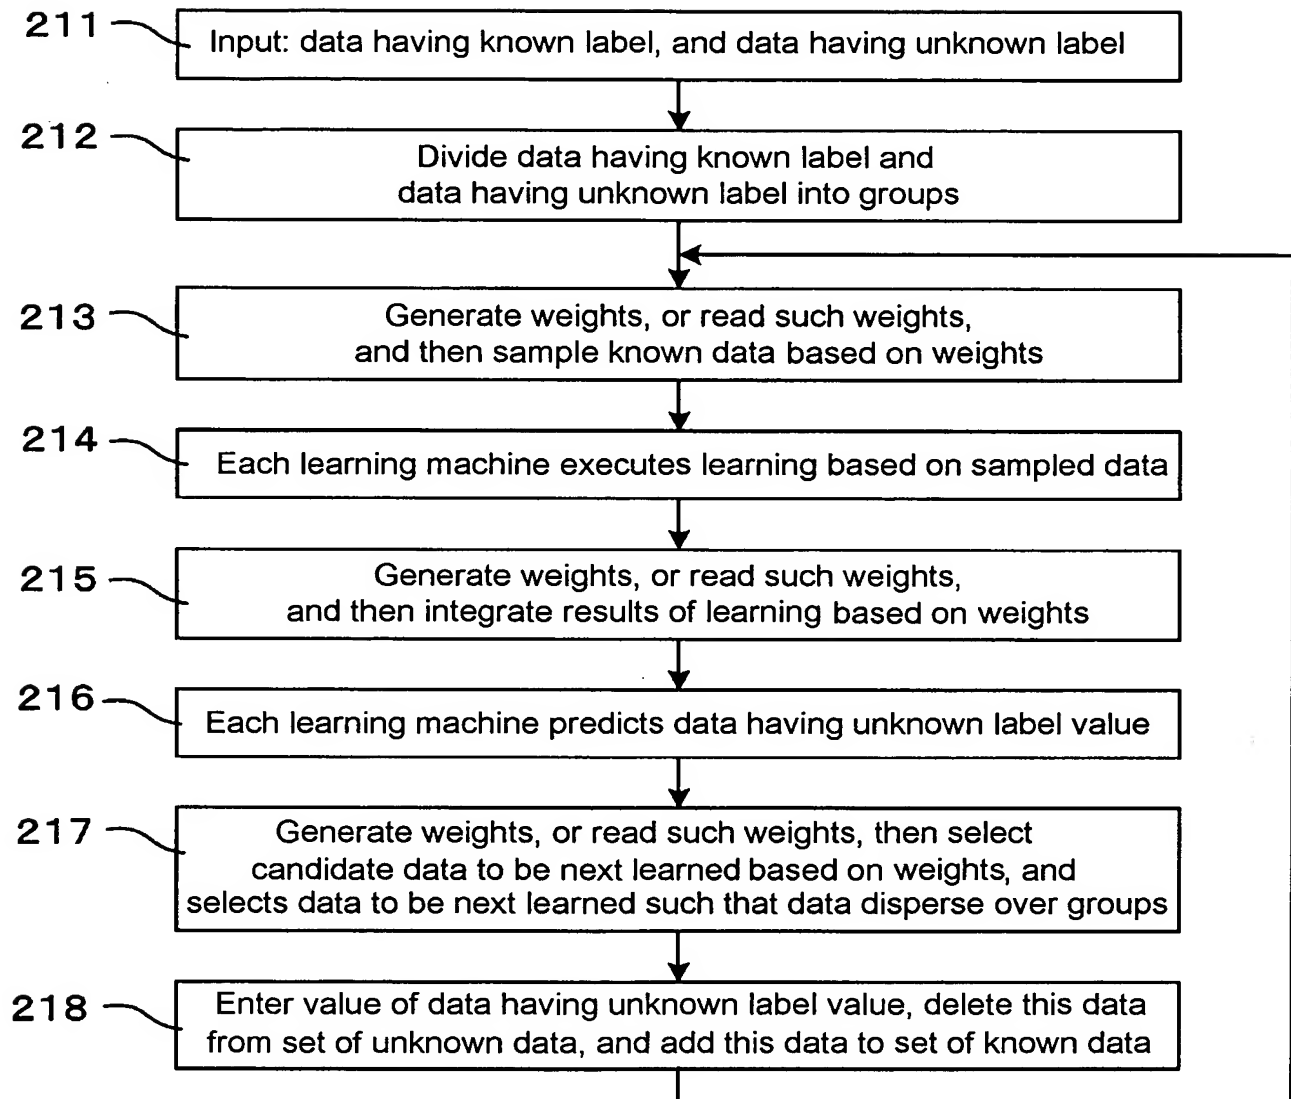 211
Input: data having known label, and data having unknown label
212
Divide data having known label and
data having unknown label into groups
213
Generate weights, or read such weights,
and then sample known data based on weights
214
Each learning machine executes learning based on sampled data
215
Generate weights, or read such weights,
and then integrate results of learning based on weights
216
Each learning machine predicts data having unknown label value
217
Generate weights, or read such weights, then select
candidate data to be next learned based on weights, and
selects data to be next learned such that data disperse over groups
218
Enter value of data having unknown label value, delete this data
from set of unknown data, and add this data to set of known data